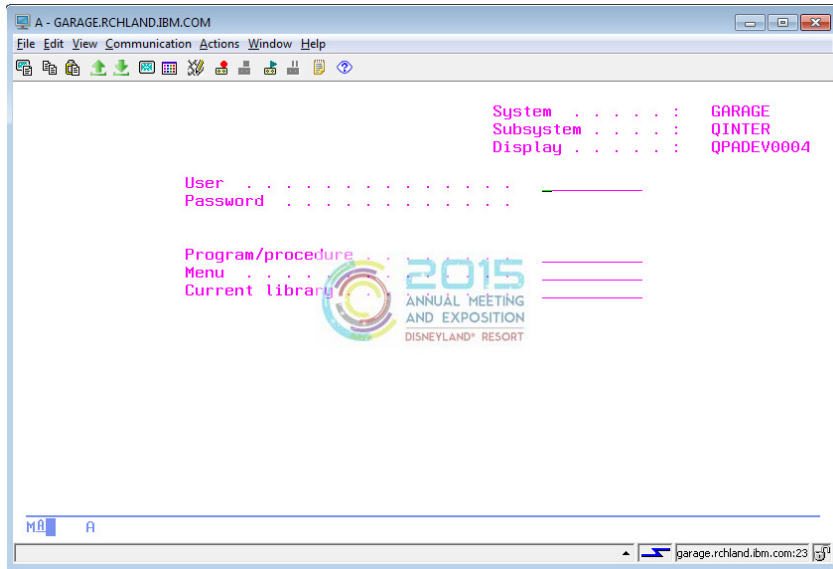 A - GARAGE.RCHLAND.IBM.COM
File Edit View Communication Actions Window Help
System . . . . . : GARAGE
Subsystem . . . . : QINTER
Display . . . . . : QPADEV0004
User . . . . . . . . . . . . . .
Password . . . . . . . . . . . .
Program/procedure . . . . . . . .
Menu . . . . . . . . . . . . . .
Current library . . . . . . . . .
2015
ANNUAL MEETING
AND EXPOSITION
DISNEYLAND® RESORT
MA A
garage.rchland.ibm.com:23